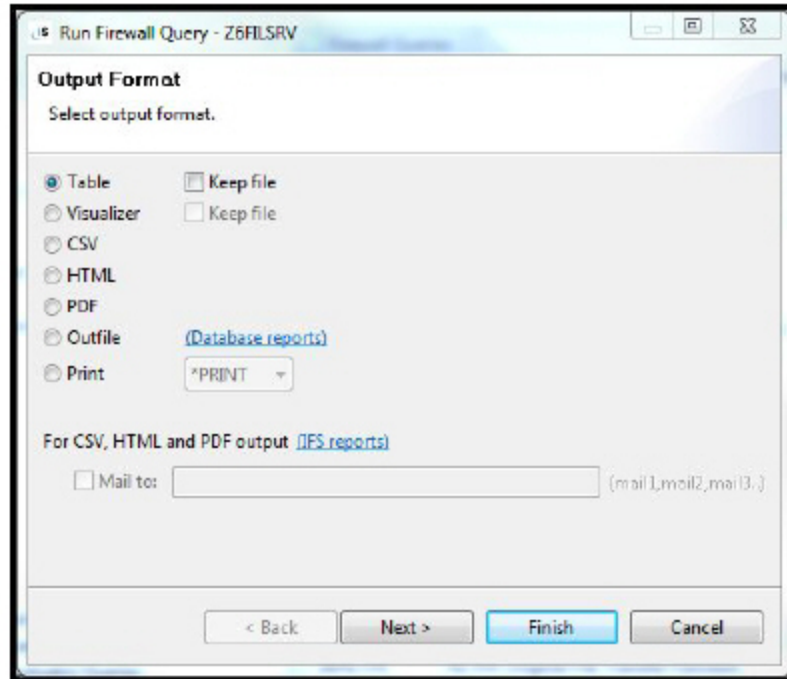 Run Firewall Query - Z6FILSRV
Output Format
Select output format.
Table Keep file
Visualizer Keep file
CSV
HTML
PDF
Outfile (Database reports)
Print *PRINT
For CSV, HTML and PDF output (IFS reports)
Mail to: (mail1,mail2,mail3..)
< Back Next > Finish Cancel